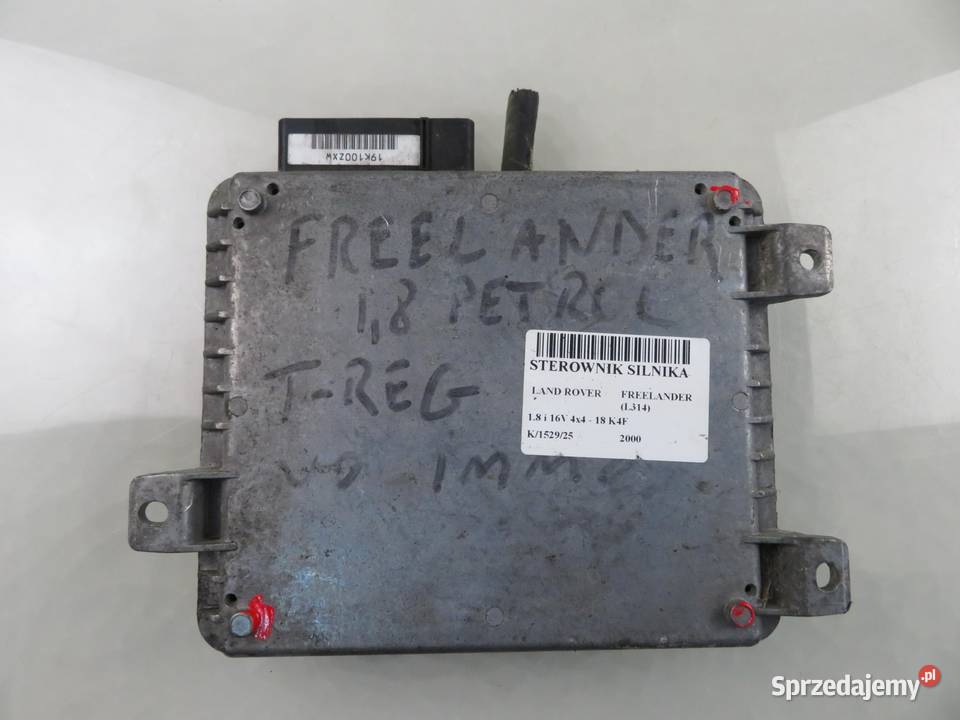 19K100ZXW
FREELANDER
1,8 PETROL
T-REG
IMMO
STEROWNIK SILNIKA
LAND ROVER FREELANDER
(L314)
1.8 i 16V 4x4 - 18 K4F
K/1529/25 2000
Sprzedajemy.pl